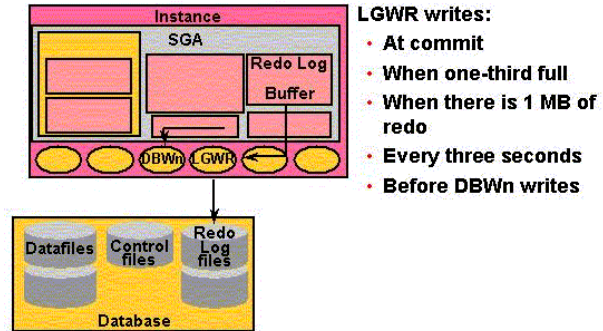 Instance
SGA
Redo Log
Buffer
DBWn
LGWR
Datafiles
Control
files
Redo
Log
files
Database
LGWR writes:
• At commit
• When one-third full
• When there is 1 MB of
redo
• Every three seconds
• Before DBWn writes